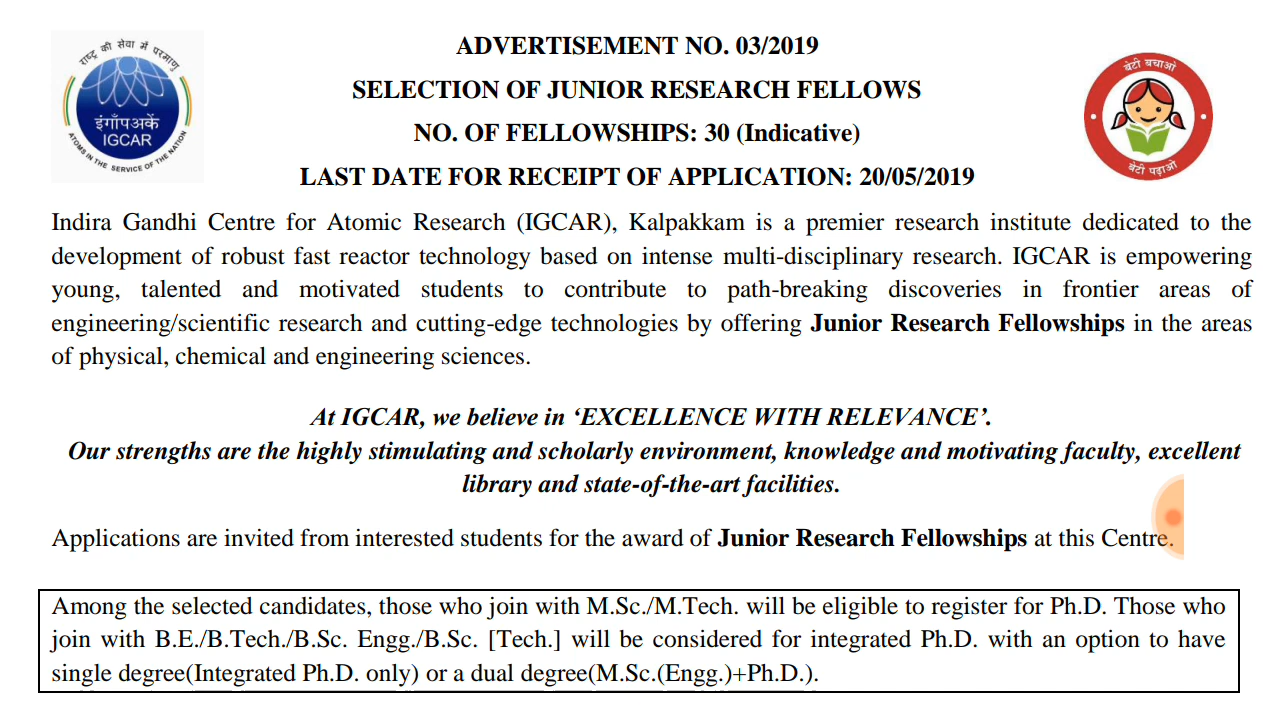 राष्ट्र की सेवा में परमाणु
इंगाँपअकें
IGCAR
ATOMS IN THE SERVICE OF THE NATION
ADVERTISEMENT NO. 03/2019
SELECTION OF JUNIOR RESEARCH FELLOWS
NO. OF FELLOWSHIPS: 30 (Indicative)
LAST DATE FOR RECEIPT OF APPLICATION: 20/05/2019
बेटी बचाओ
बेटी पढ़ाओ
Indira Gandhi Centre for Atomic Research (IGCAR), Kalpakkam is a premier research institute dedicated to the
development of robust fast reactor technology based on intense multi-disciplinary research. IGCAR is empowering
young, talented and motivated students to contribute to path-breaking discoveries in frontier areas of
engineering/scientific research and cutting-edge technologies by offering Junior Research Fellowships in the areas
of physical, chemical and engineering sciences.
At IGCAR, we believe in ‘EXCELLENCE WITH RELEVANCE’.
Our strengths are the highly stimulating and scholarly environment, knowledge and motivating faculty, excellent
library and state-of-the-art facilities.
Applications are invited from interested students for the award of Junior Research Fellowships at this Centre.
Among the selected candidates, those who join with M.Sc./M.Tech. will be eligible to register for Ph.D. Those who
join with B.E./B.Tech./B.Sc. Engg./B.Sc. [Tech.] will be considered for integrated Ph.D. with an option to have
single degree(Integrated Ph.D. only) or a dual degree(M.Sc.(Engg.)+Ph.D.).